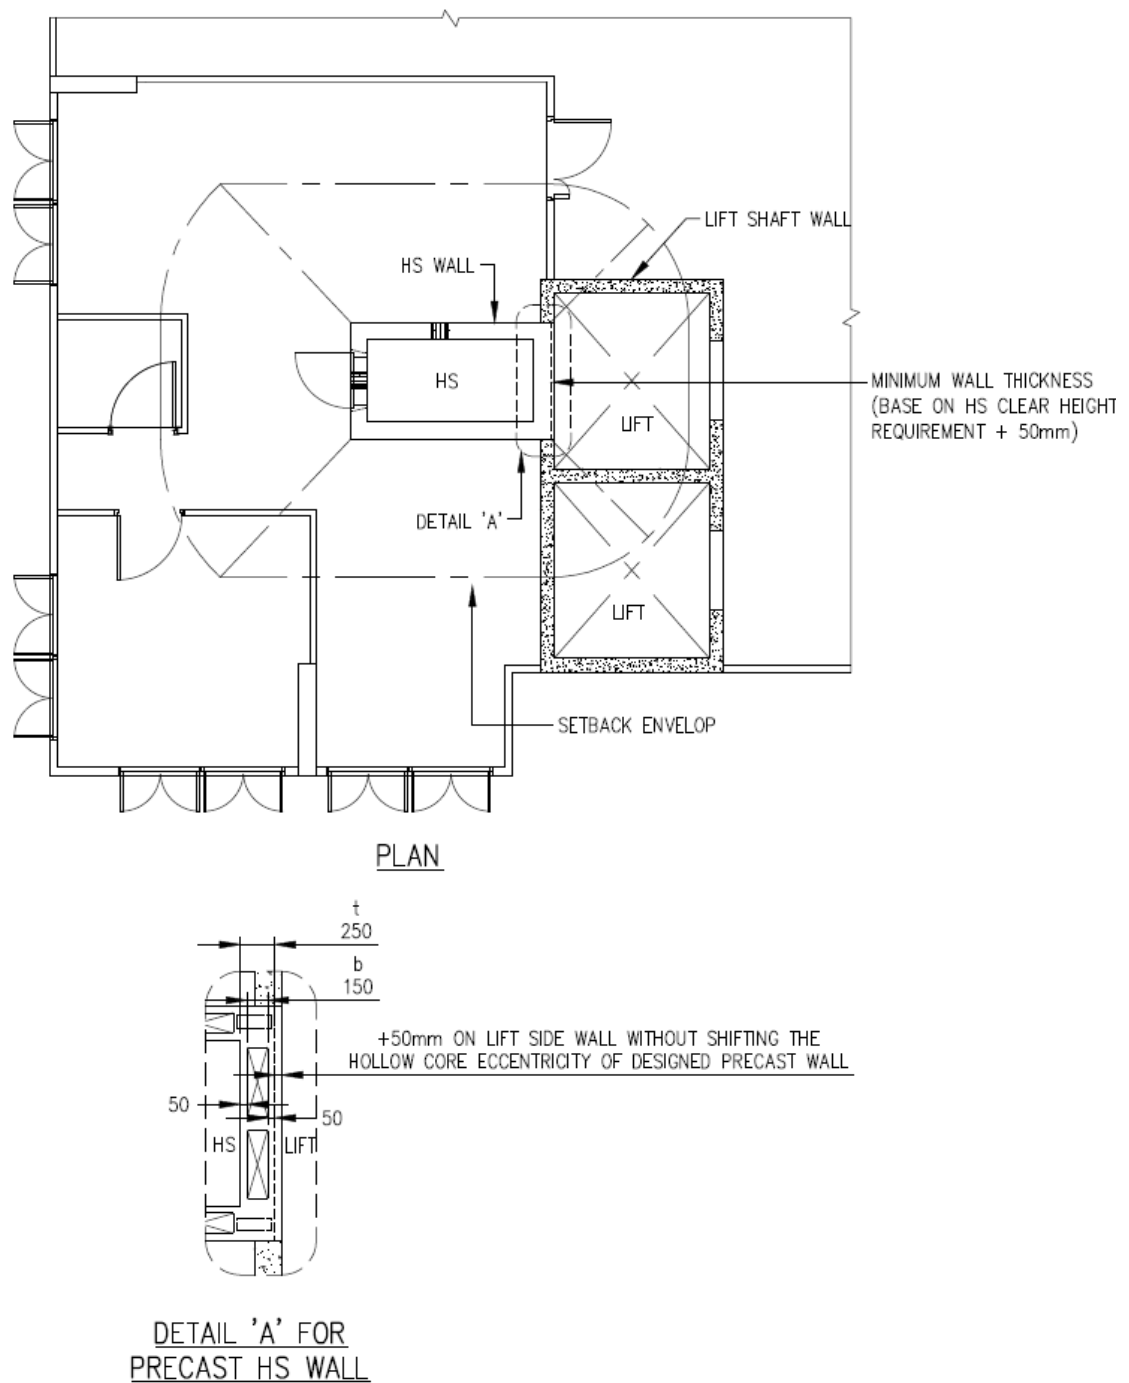 LIFT SHAFT WALL
HS WALL
HS
MINIMUM WALL THICKNESS
(BASE ON HS CLEAR HEIGHT
REQUIREMENT + 50mm)
LIFT
DETAIL 'A'
LIFT
SETBACK ENVELOP
PLAN
t
250
b
150
+50mm ON LIFT SIDE WALL WITHOUT SHIFTING THE
HOLLOW CORE ECCENTRICITY OF DESIGNED PRECAST WALL
50
50
HS
LIFT
DETAIL 'A' FOR
PRECAST HS WALL